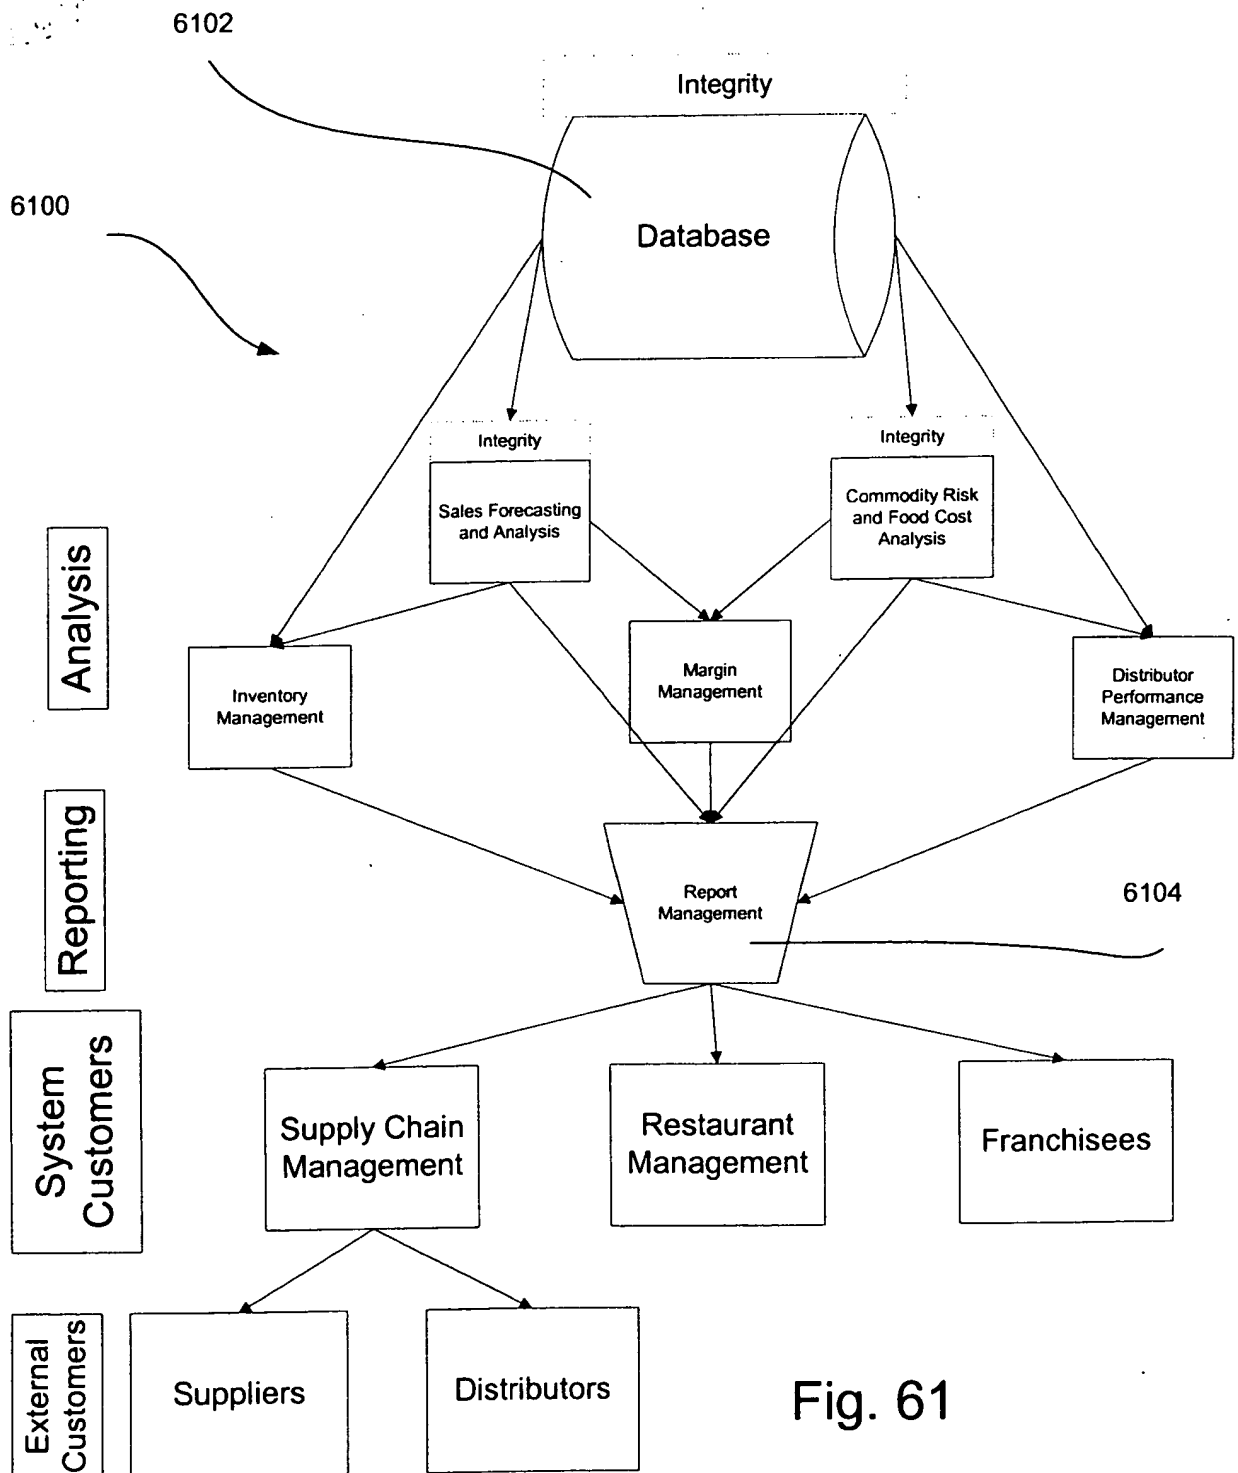 6102
Integrity
6100
Database
Integrity
Integrity
Sales Forecasting
and Analysis
Commodity Risk
and Food Cost
Analysis
Analysis
Inventory
Management
Margin
Management
Distributor
Performance
Management
Reporting
Report
Management
6104
System
Customers
Supply Chain
Management
Restaurant
Management
Franchisees
External
Customers
Suppliers
Distributors
Fig. 61